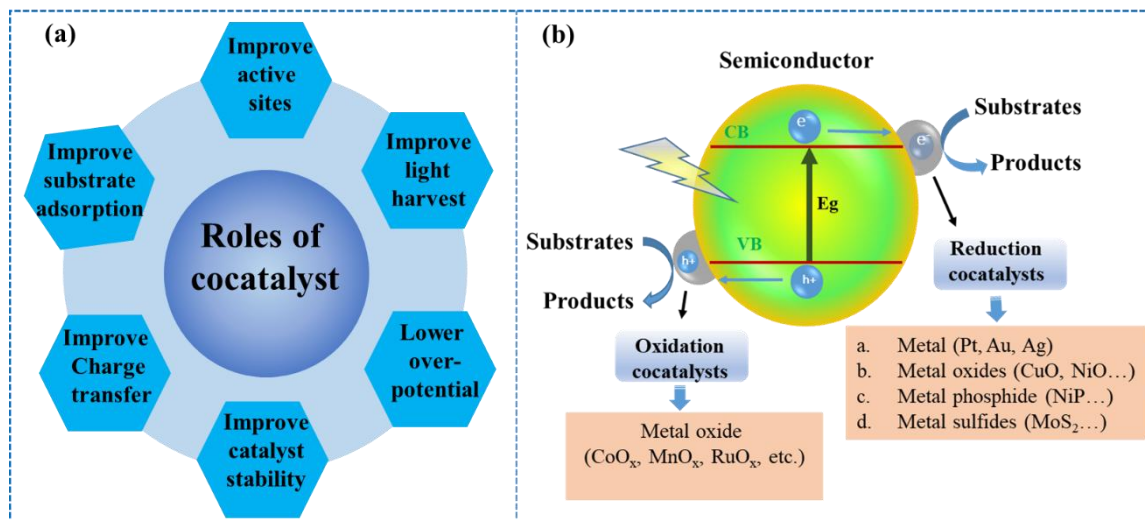 (a)
Improve
active
sites
Improve
light
harvest
Lower
over-
potential
Improve
catalyst
stability
Improve
Charge
transfer
Improve
substrate
adsorption
Roles of
cocatalyst
(b)
Semiconductor
CB
e⁻
e⁻
Substrates
Products
Eg
VB
h+
h+
Substrates
Products
Oxidation
cocatalysts
Metal oxide
(CoOₓ, MnOₓ, RuOₓ, etc.)
Reduction
cocatalysts
a. Metal (Pt, Au, Ag)
b. Metal oxides (CuO, NiO…)
c. Metal phosphide (NiP…)
d. Metal sulfides (MoS₂…)